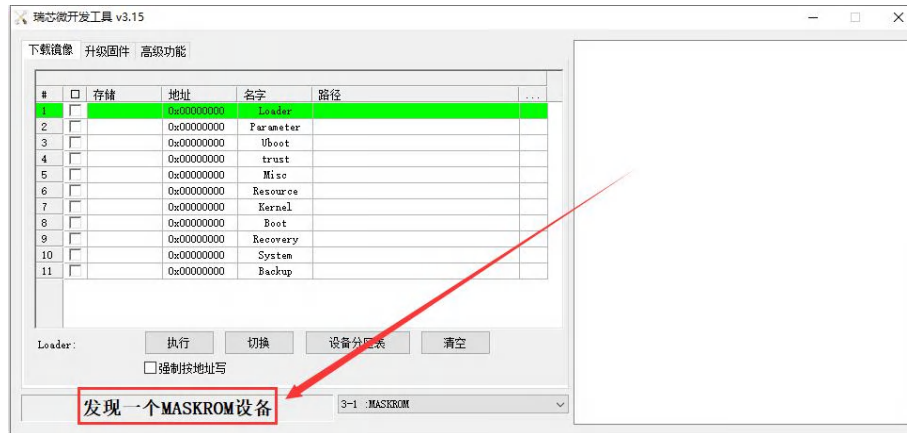 瑞芯微开发工具 v3.15
下载镜像 升级固件 高级功能
# 存储 地址 名字 路径 ...
1 0x00000000 Loader
2 0x00000000 Parameter
3 0x00000000 Uboot
4 0x00000000 trust
5 0x00000000 Misc
6 0x00000000 Resource
7 0x00000000 Kernel
8 0x00000000 Boot
9 0x00000000 Recovery
10 0x00000000 System
11 0x00000000 Backup
Loader: 执行 切换 设备分区表 清空
强制按地址写
发现一个MASKROM设备 3-1 :MASKROM